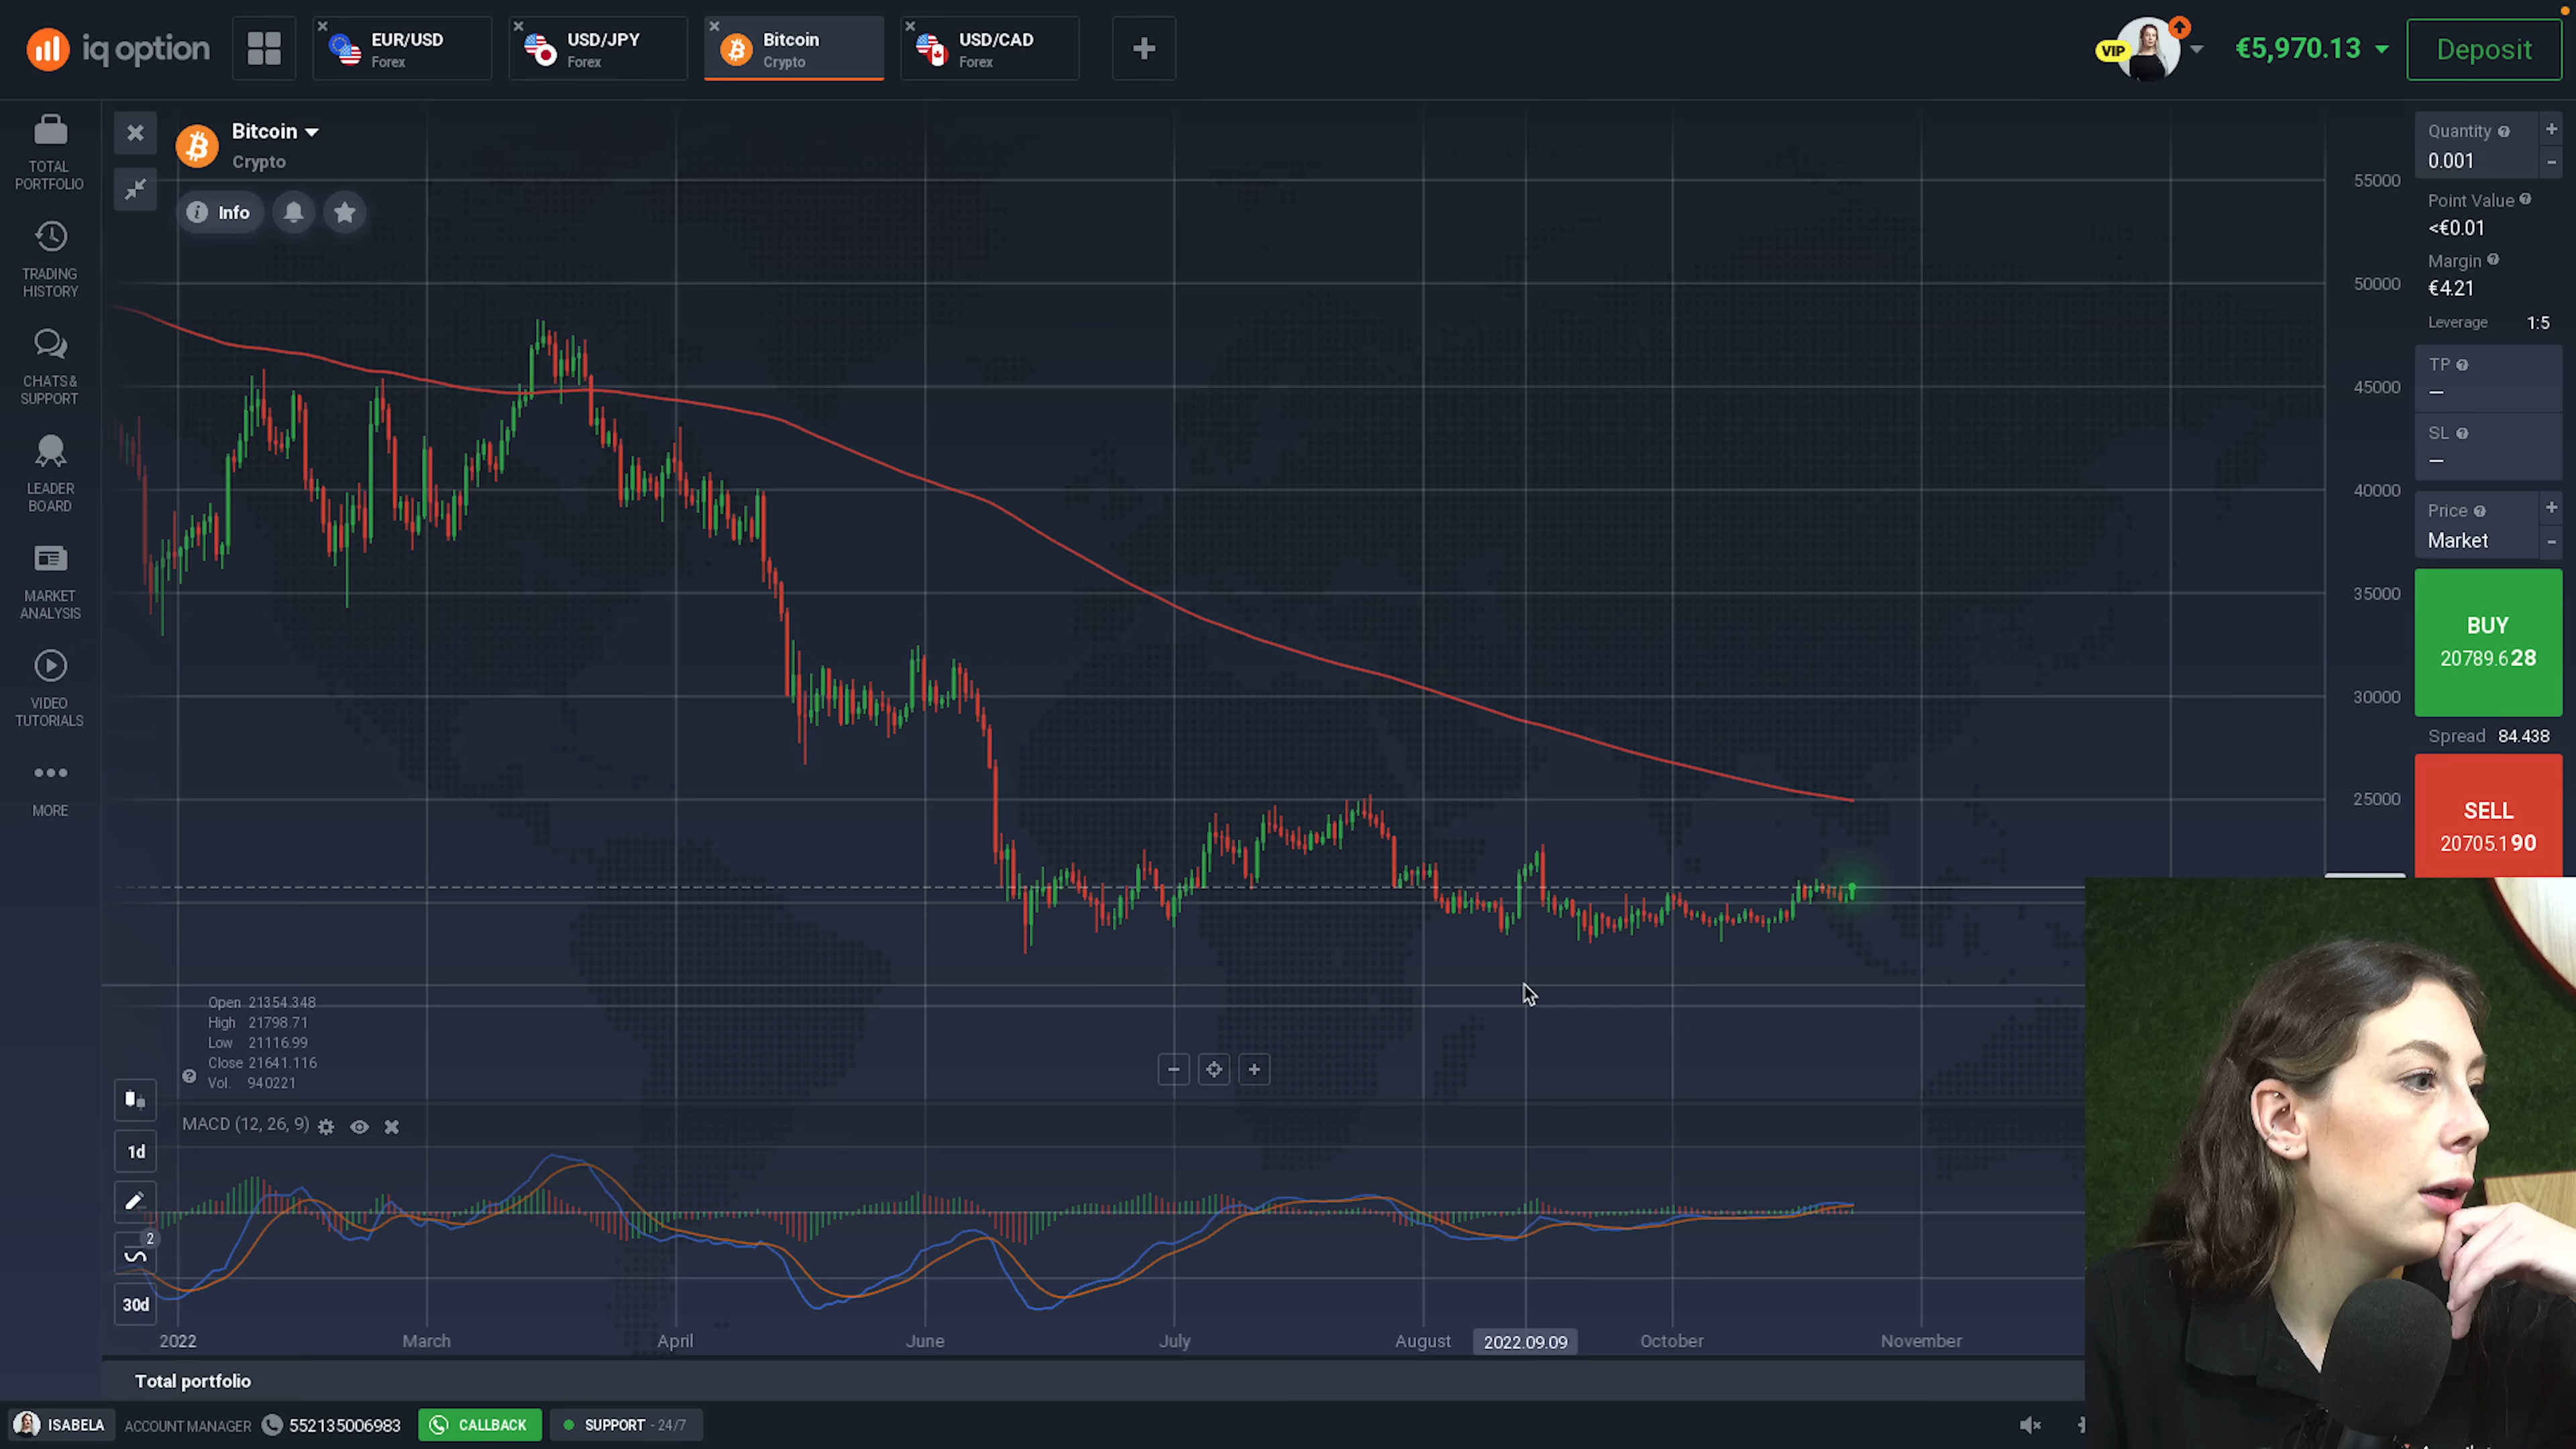 iq option
EUR/USD
Forex
USD/JPY
Forex
Bitcoin
Crypto
USD/CAD
Forex
VIP
€5,970.13
Deposit
TOTAL
PORTFOLIO
TRADING
HISTORY
CHATS &
SUPPORT
LEADER
BOARD
MARKET
ANALYSIS
VIDEO
TUTORIALS
MORE
Bitcoin
Crypto
Info
55000
50000
45000
40000
35000
30000
25000
Quantity
0.001
Point Value
<€0.01
Margin
€4.21
Leverage 1:5
TP
—
SL
—
Price
Market
BUY
20789.628
Spread 84.438
SELL
20705.190
Open 21354.348
High 21798.71
Low 21116.99
Close 21641.116
Vol. 940221
MACD (12, 26, 9)
1d
2
30d
2022
March
April
June
July
August
2022.09.09
October
November
Total portfolio
ISABELA
ACCOUNT MANAGER
552135006983
CALLBACK
SUPPORT - 24/7